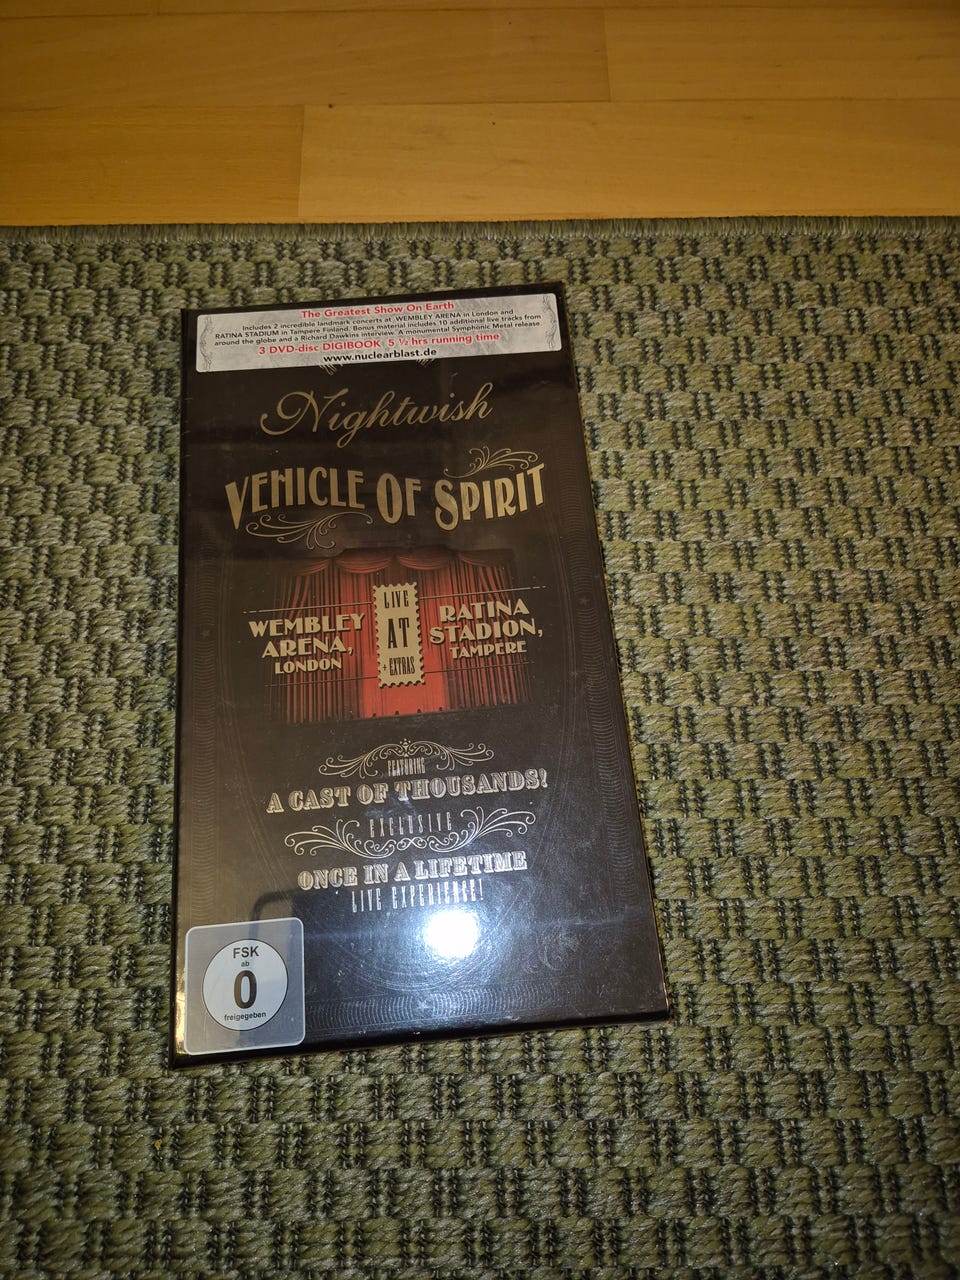 The Greatest Show On Earth
Includes 2 incredible landmark concerts at WEMBLEY ARENA in London and
RATINA STADIUM in Tampere Finland. Bonus material includes 10 additional live tracks from
around the globe and a Richard Dawkins interview. A monumental Symphonic Metal release.
3 DVD-disc DIGIBOOK 5 ½ hrs running time
www.nuclearblast.de
Nightwish
VEHICLE OF SPIRIT
WEMBLEY
ARENA,
LONDON
LIVE
AT
+ EXTRAS
RATINA
STADION,
TAMPERE
FEATURING
A CAST OF THOUSANDS!
EXCLUSIVE
ONCE IN A LIFETIME
LIVE EXPERIENCE!
FSK
ab
0
freigegeben